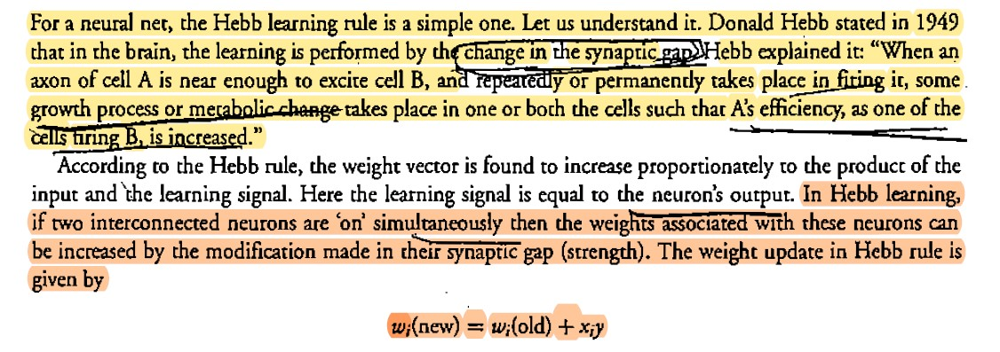 For a neural net, the Hebb learning rule is a simple one. Let us understand it. Donald Hebb stated in 1949
that in the brain, the learning is performed by the change in the synaptic gap. Hebb explained it: “When an
axon of cell A is near enough to excite cell B, and repeatedly or permanently takes place in firing it, some
growth process or metabolic change takes place in one or both the cells such that A’s efficiency, as one of the
cells firing B, is increased.”
According to the Hebb rule, the weight vector is found to increase proportionately to the product of the
input and the learning signal. Here the learning signal is equal to the neuron’s output. In Hebb learning,
if two interconnected neurons are ‘on’ simultaneously then the weights associated with these neurons can
be increased by the modification made in their synaptic gap (strength). The weight update in Hebb rule is
given by
wᵢ(new) = wᵢ(old) + xᵢy